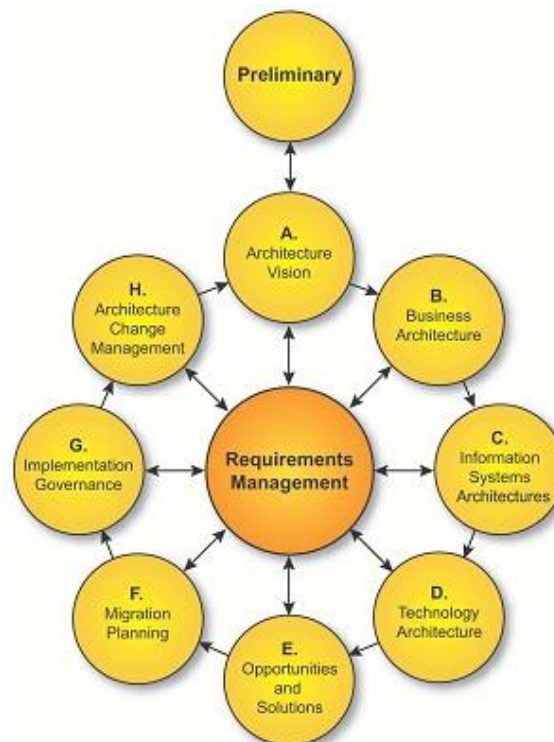 Preliminary
A.
Architecture
Vision
B.
Business
Architecture
C.
Information
Systems
Architectures
D.
Technology
Architecture
E.
Opportunities
and
Solutions
F.
Migration
Planning
G.
Implementation
Governance
H.
Architecture
Change
Management
Requirements
Management